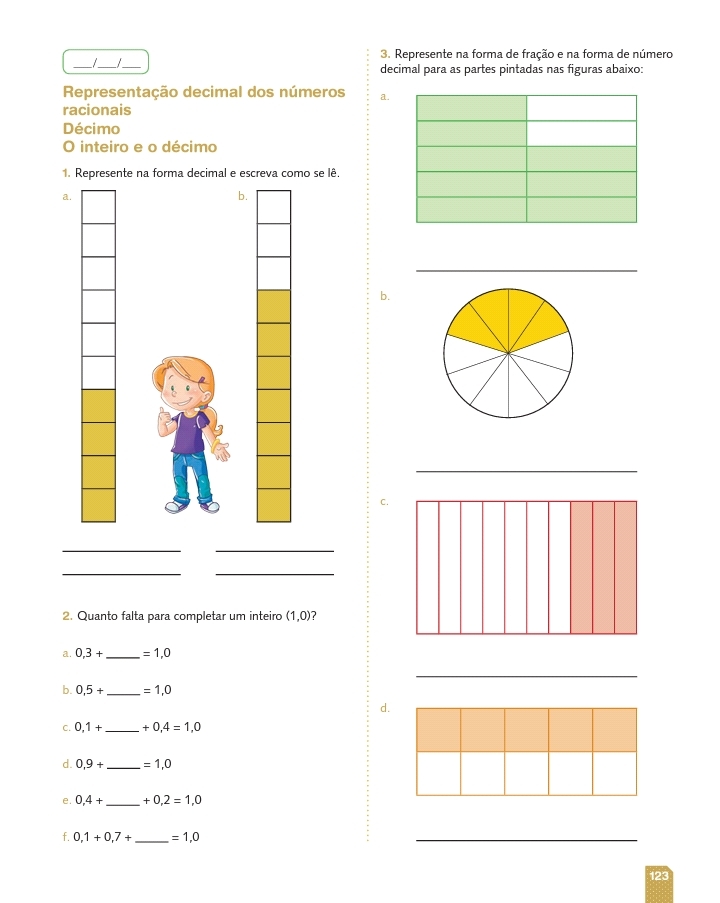 ___/___/___
Representação decimal dos números
racionais
Décimo
O inteiro e o décimo
1. Represente na forma decimal e escreva como se lê.
a.
b.
2. Quanto falta para completar um inteiro (1,0)?
a. 0,3 + _____ = 1,0
b. 0,5 + _____ = 1,0
c. 0,1 + _____ + 0,4 = 1,0
d. 0,9 + _____ = 1,0
e. 0,4 + _____ + 0,2 = 1,0
f. 0,1 + 0,7 + _____ = 1,0
3. Represente na forma de fração e na forma de número
decimal para as partes pintadas nas figuras abaixo:
a.
b.
c.
d.
123